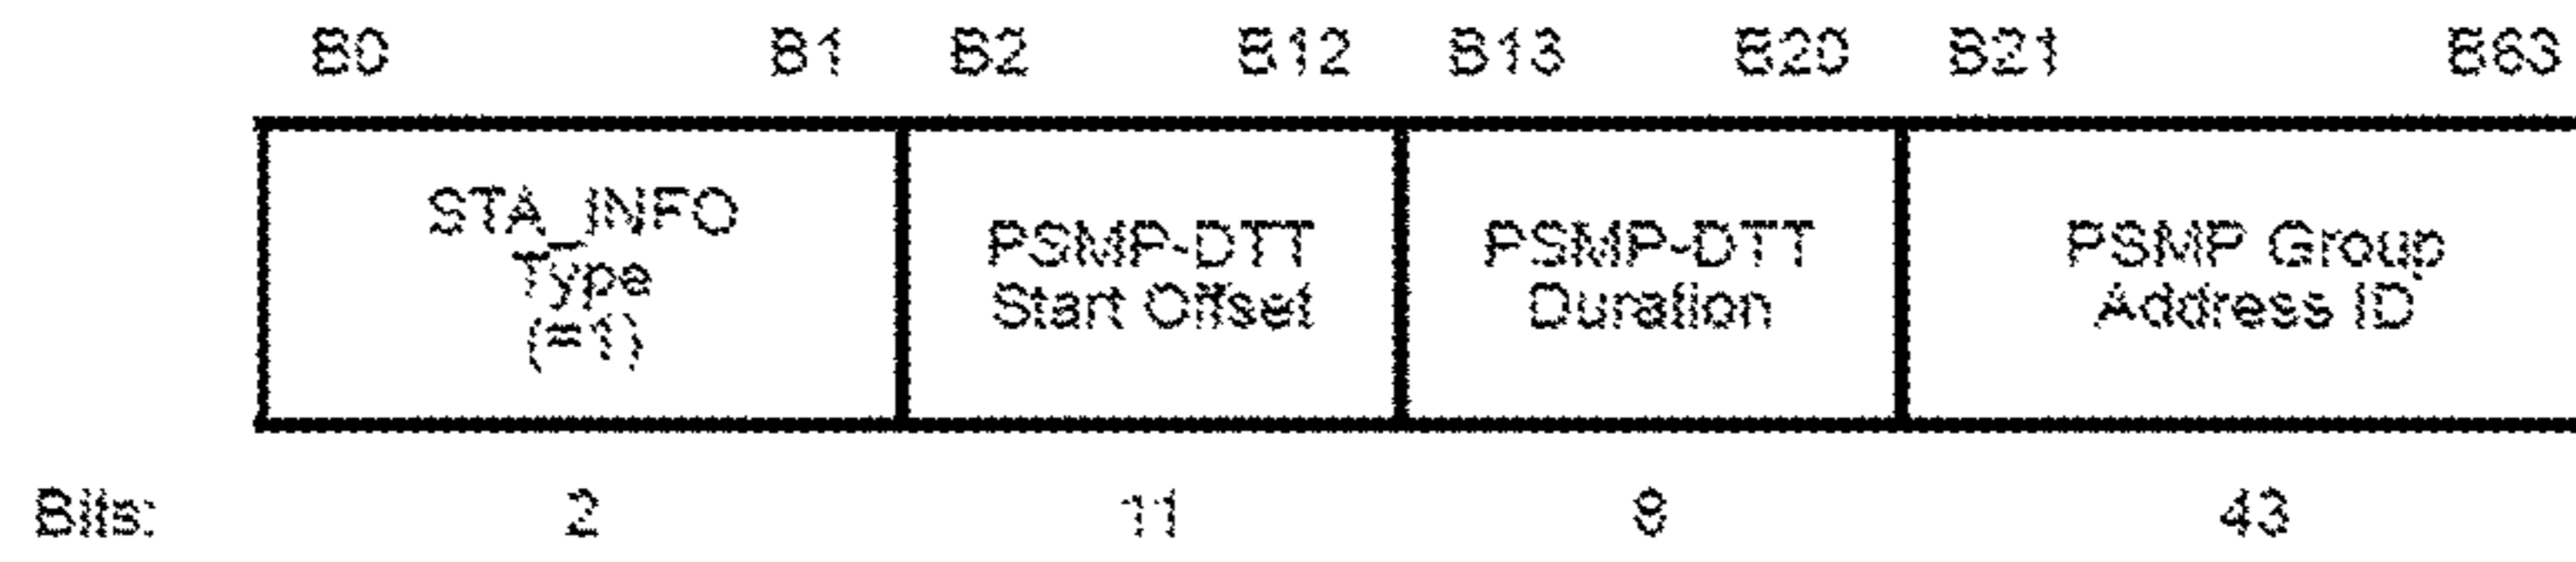 B0 B1 B2 B12 B13 B20 B21 B63
STA_INFO
Type
(=1)
PSMP-DTT
Start Offset
PSMP-DTT
Duration
PSMP Group
Address ID
Bits: 2 11 8 43